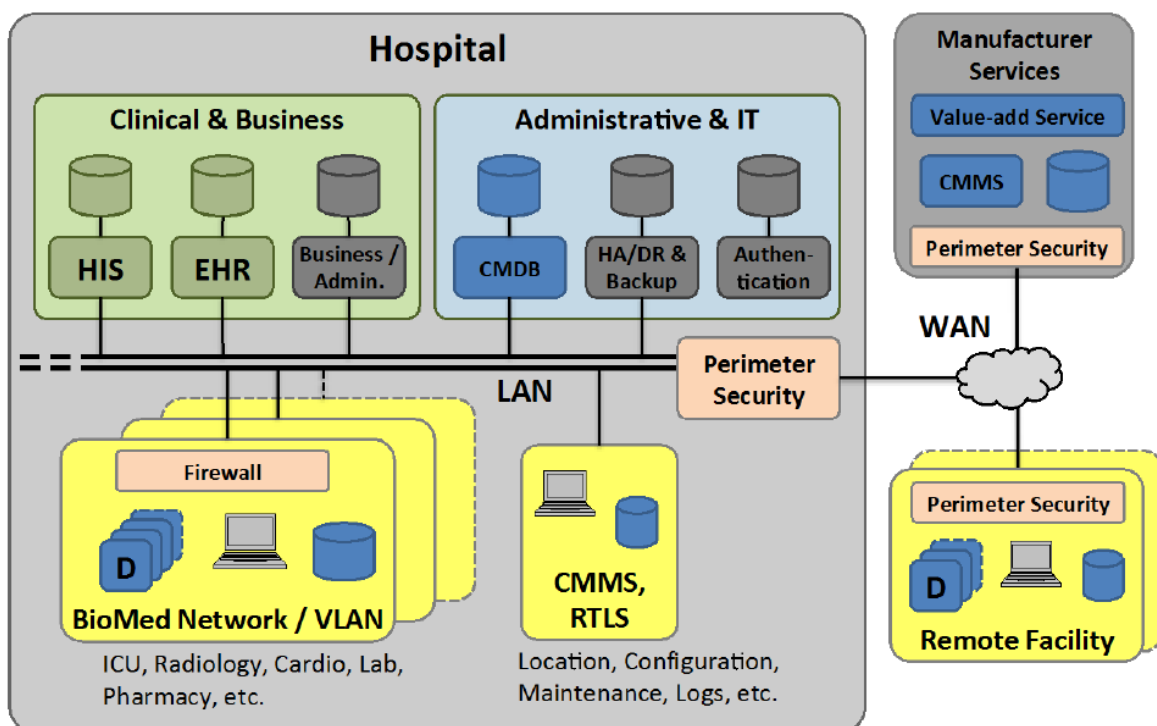 Hospital
Clinical & Business
HIS
EHR
Business /
Admin.
Administrative & IT
CMDB
HA/DR &
Backup
Authen-
tication
Manufacturer
Services
Value-add Service
CMMS
Perimeter Security
WAN
LAN
Perimeter
Security
Firewall
D
BioMed Network / VLAN
ICU, Radiology, Cardio, Lab,
Pharmacy, etc.
CMMS,
RTLS
Location, Configuration,
Maintenance, Logs, etc.
Perimeter Security
D
Remote Facility